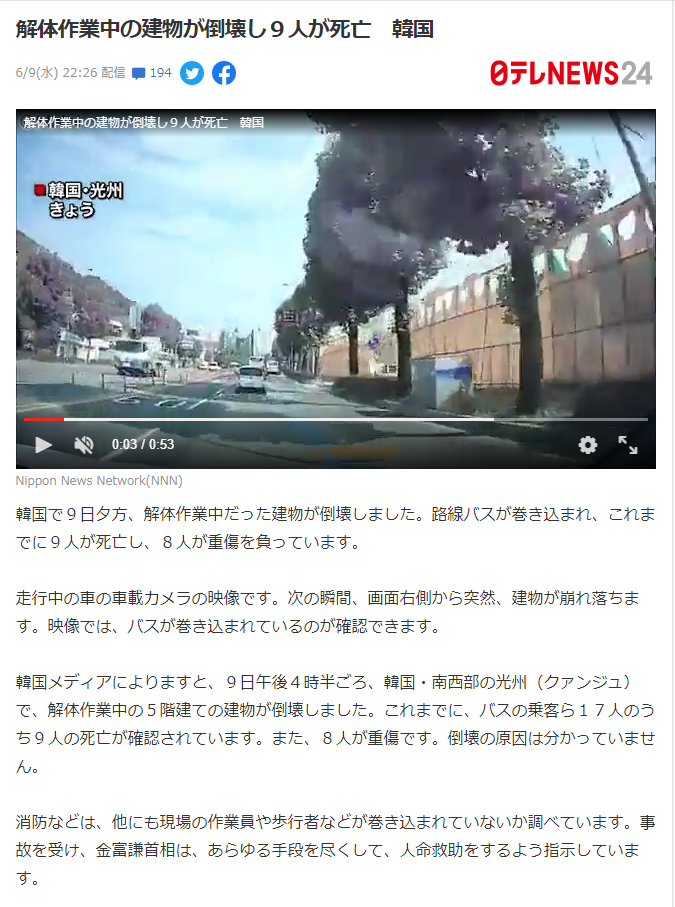 解体作業中の建物が倒壊し９人が死亡　韓国
6/9(水) 22:26 配信 194
日テレNEWS24
解体作業中の建物が倒壊し９人が死亡　韓国
韓国・光州
きょう
0:03 / 0:53
Nippon News Network(NNN)
韓国で９日夕方、解体作業中だった建物が倒壊しました。路線バスが巻き込まれ、これま
でに９人が死亡し、８人が重傷を負っています。
走行中の車の車載カメラの映像です。次の瞬間、画面右側から突然、建物が崩れ落ちま
す。映像では、バスが巻き込まれているのが確認できます。
韓国メディアによりますと、９日午後４時半ごろ、韓国・南西部の光州（クァンジュ）
で、解体作業中の５階建ての建物が倒壊しました。これまでに、バスの乗客ら１７人のう
ち９人の死亡が確認されています。また、８人が重傷です。倒壊の原因は分かっていませ
ん。
消防などは、他にも現場の作業員や歩行者などが巻き込まれていないか調べています。事
故を受け、金富謙首相は、あらゆる手段を尽くして、人命救助をするよう指示していま
す。